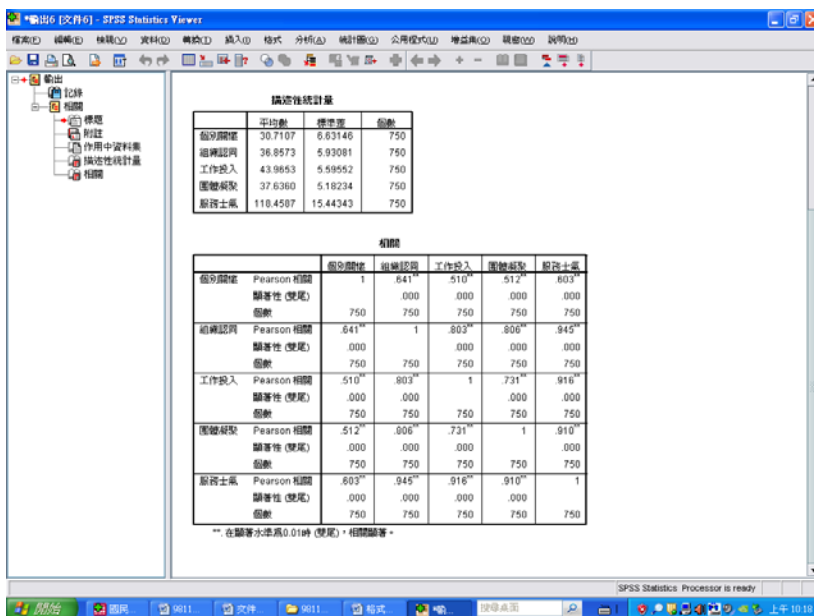 *輸出6 [文件6] - SPSS Statistics Viewer
檔案(F) 編輯(E) 檢視(V) 資料(D) 轉換(T) 插入(I) 格式 分析(A) 統計圖(G) 公用程式(U) 增益集(O) 視窗(W) 說明(H)
輸出
記錄
相關
標題
附註
作用中資料集
描述性統計量
相關
描述性統計量
平均數 標準差 個數
個別關懷 30.7107 6.63146 750
組織認同 36.8573 5.93081 750
工作投入 43.9653 5.59552 750
團體凝聚 37.6360 5.18234 750
服務士氣 118.4587 15.44343 750
相關
個別關懷 組織認同 工作投入 團體凝聚 服務士氣
個別關懷 Pearson 相關 1 .641** .510** .512** .603**
顯著性 (雙尾) .000 .000 .000 .000
個數 750 750 750 750 750
組織認同 Pearson 相關 .641** 1 .803** .806** .945**
顯著性 (雙尾) .000 .000 .000 .000
個數 750 750 750 750 750
工作投入 Pearson 相關 .510** .803** 1 .731** .916**
顯著性 (雙尾) .000 .000 .000 .000
個數 750 750 750 750 750
團體凝聚 Pearson 相關 .512** .806** .731** 1 .910**
顯著性 (雙尾) .000 .000 .000 .000
個數 750 750 750 750 750
服務士氣 Pearson 相關 .603** .945** .916** .910** 1
顯著性 (雙尾) .000 .000 .000 .000
個數 750 750 750 750 750
**. 在顯著水準為0.01時 (雙尾)，相關顯著。
SPSS Statistics Processor is ready
開始 國民... 9811... 文件... 9811... 格式... *輸... 搜尋桌面 上午 10:18